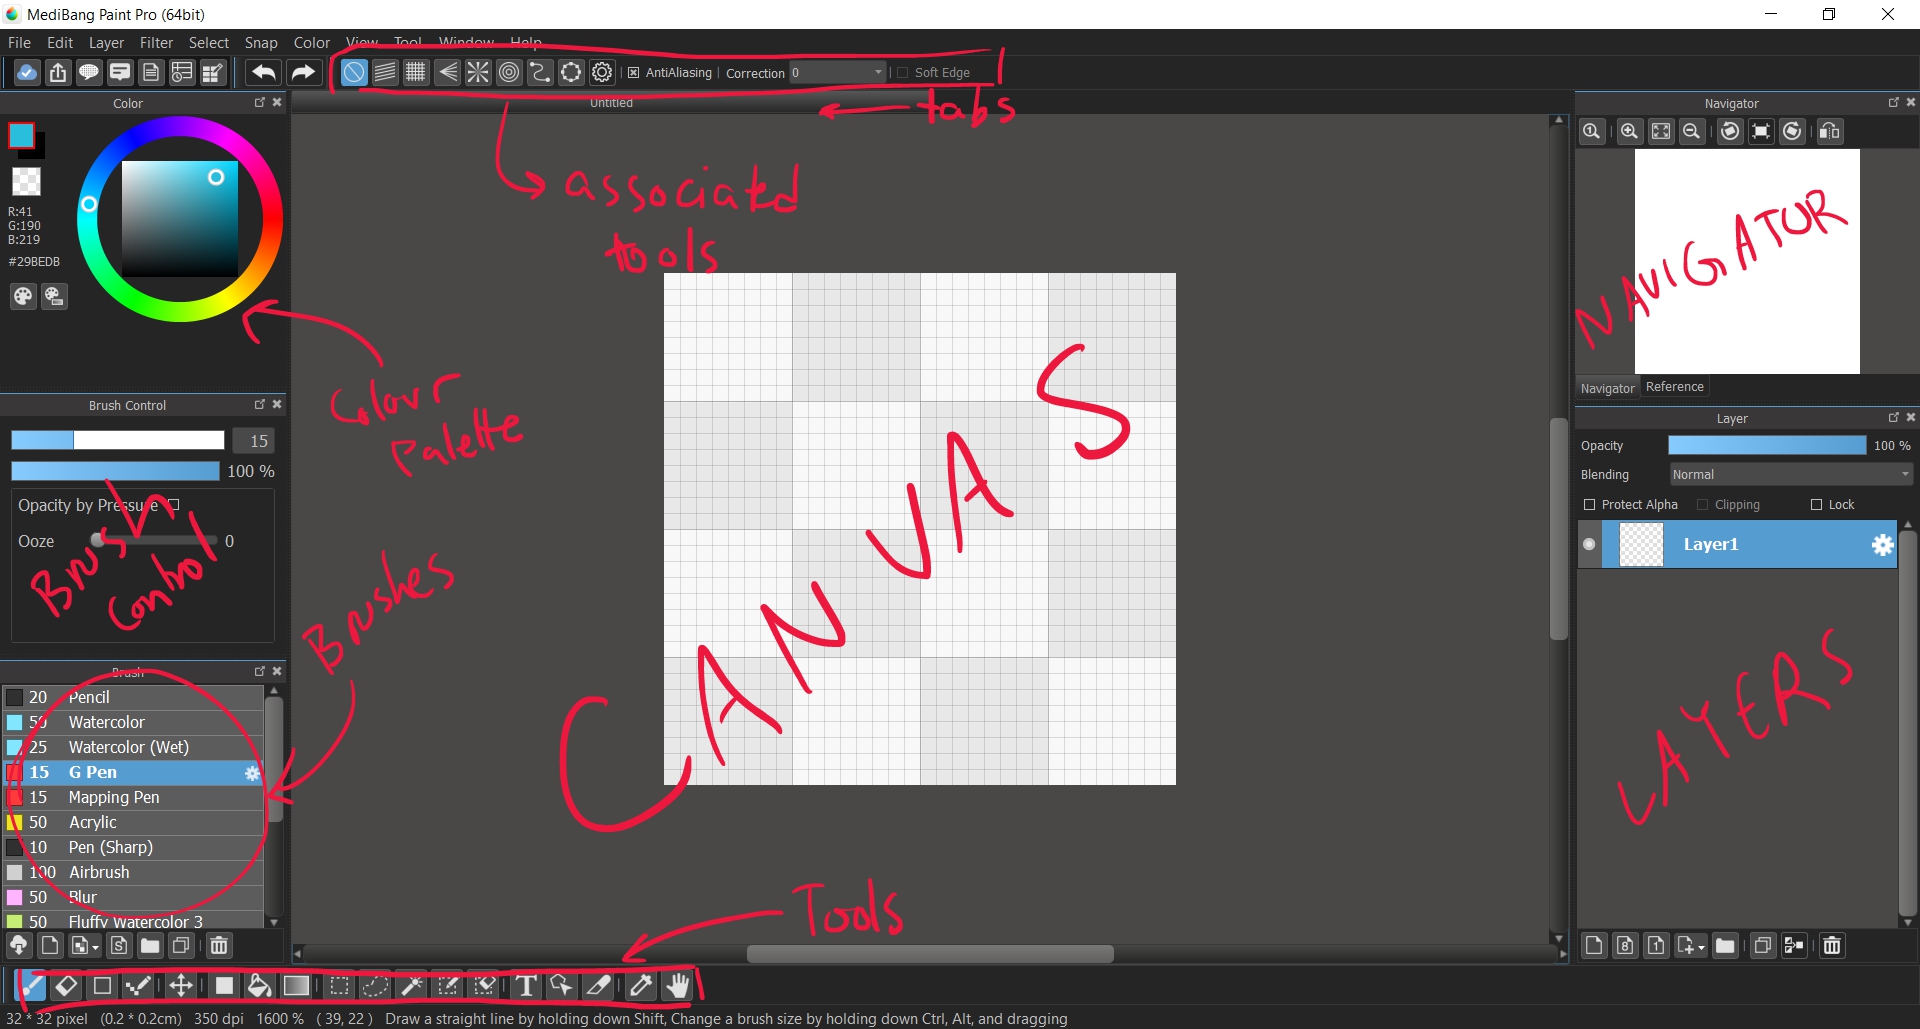 MediBang Paint Pro (64bit)
File Edit Layer Filter Select Snap Color View Tool Window Help
AntiAliasing Correction 0 Soft Edge
Color
Untitled
tabs
Navigator
R:41
G:190
B:219
#29BEDB
associated
tools
NAVIGATOR
Navigator Reference
Colour
Palette
Brush Control
15
100 %
Opacity by Pressure
Ooze 0
Brush
Control
Brushes
CANVAS
Layer
Opacity 100 %
Blending Normal
Protect Alpha Clipping Lock
Layer1
LAYERS
Brush
20 Pencil
50 Watercolor
25 Watercolor (Wet)
15 G Pen
15 Mapping Pen
50 Acrylic
10 Pen (Sharp)
100 Airbrush
50 Blur
50 Fluffy Watercolor 3
Tools
32 * 32 pixel (0.2 * 0.2cm) 350 dpi 1600 % ( 39, 22 ) Draw a straight line by holding down Shift, Change a brush size by holding down Ctrl, Alt, and dragging